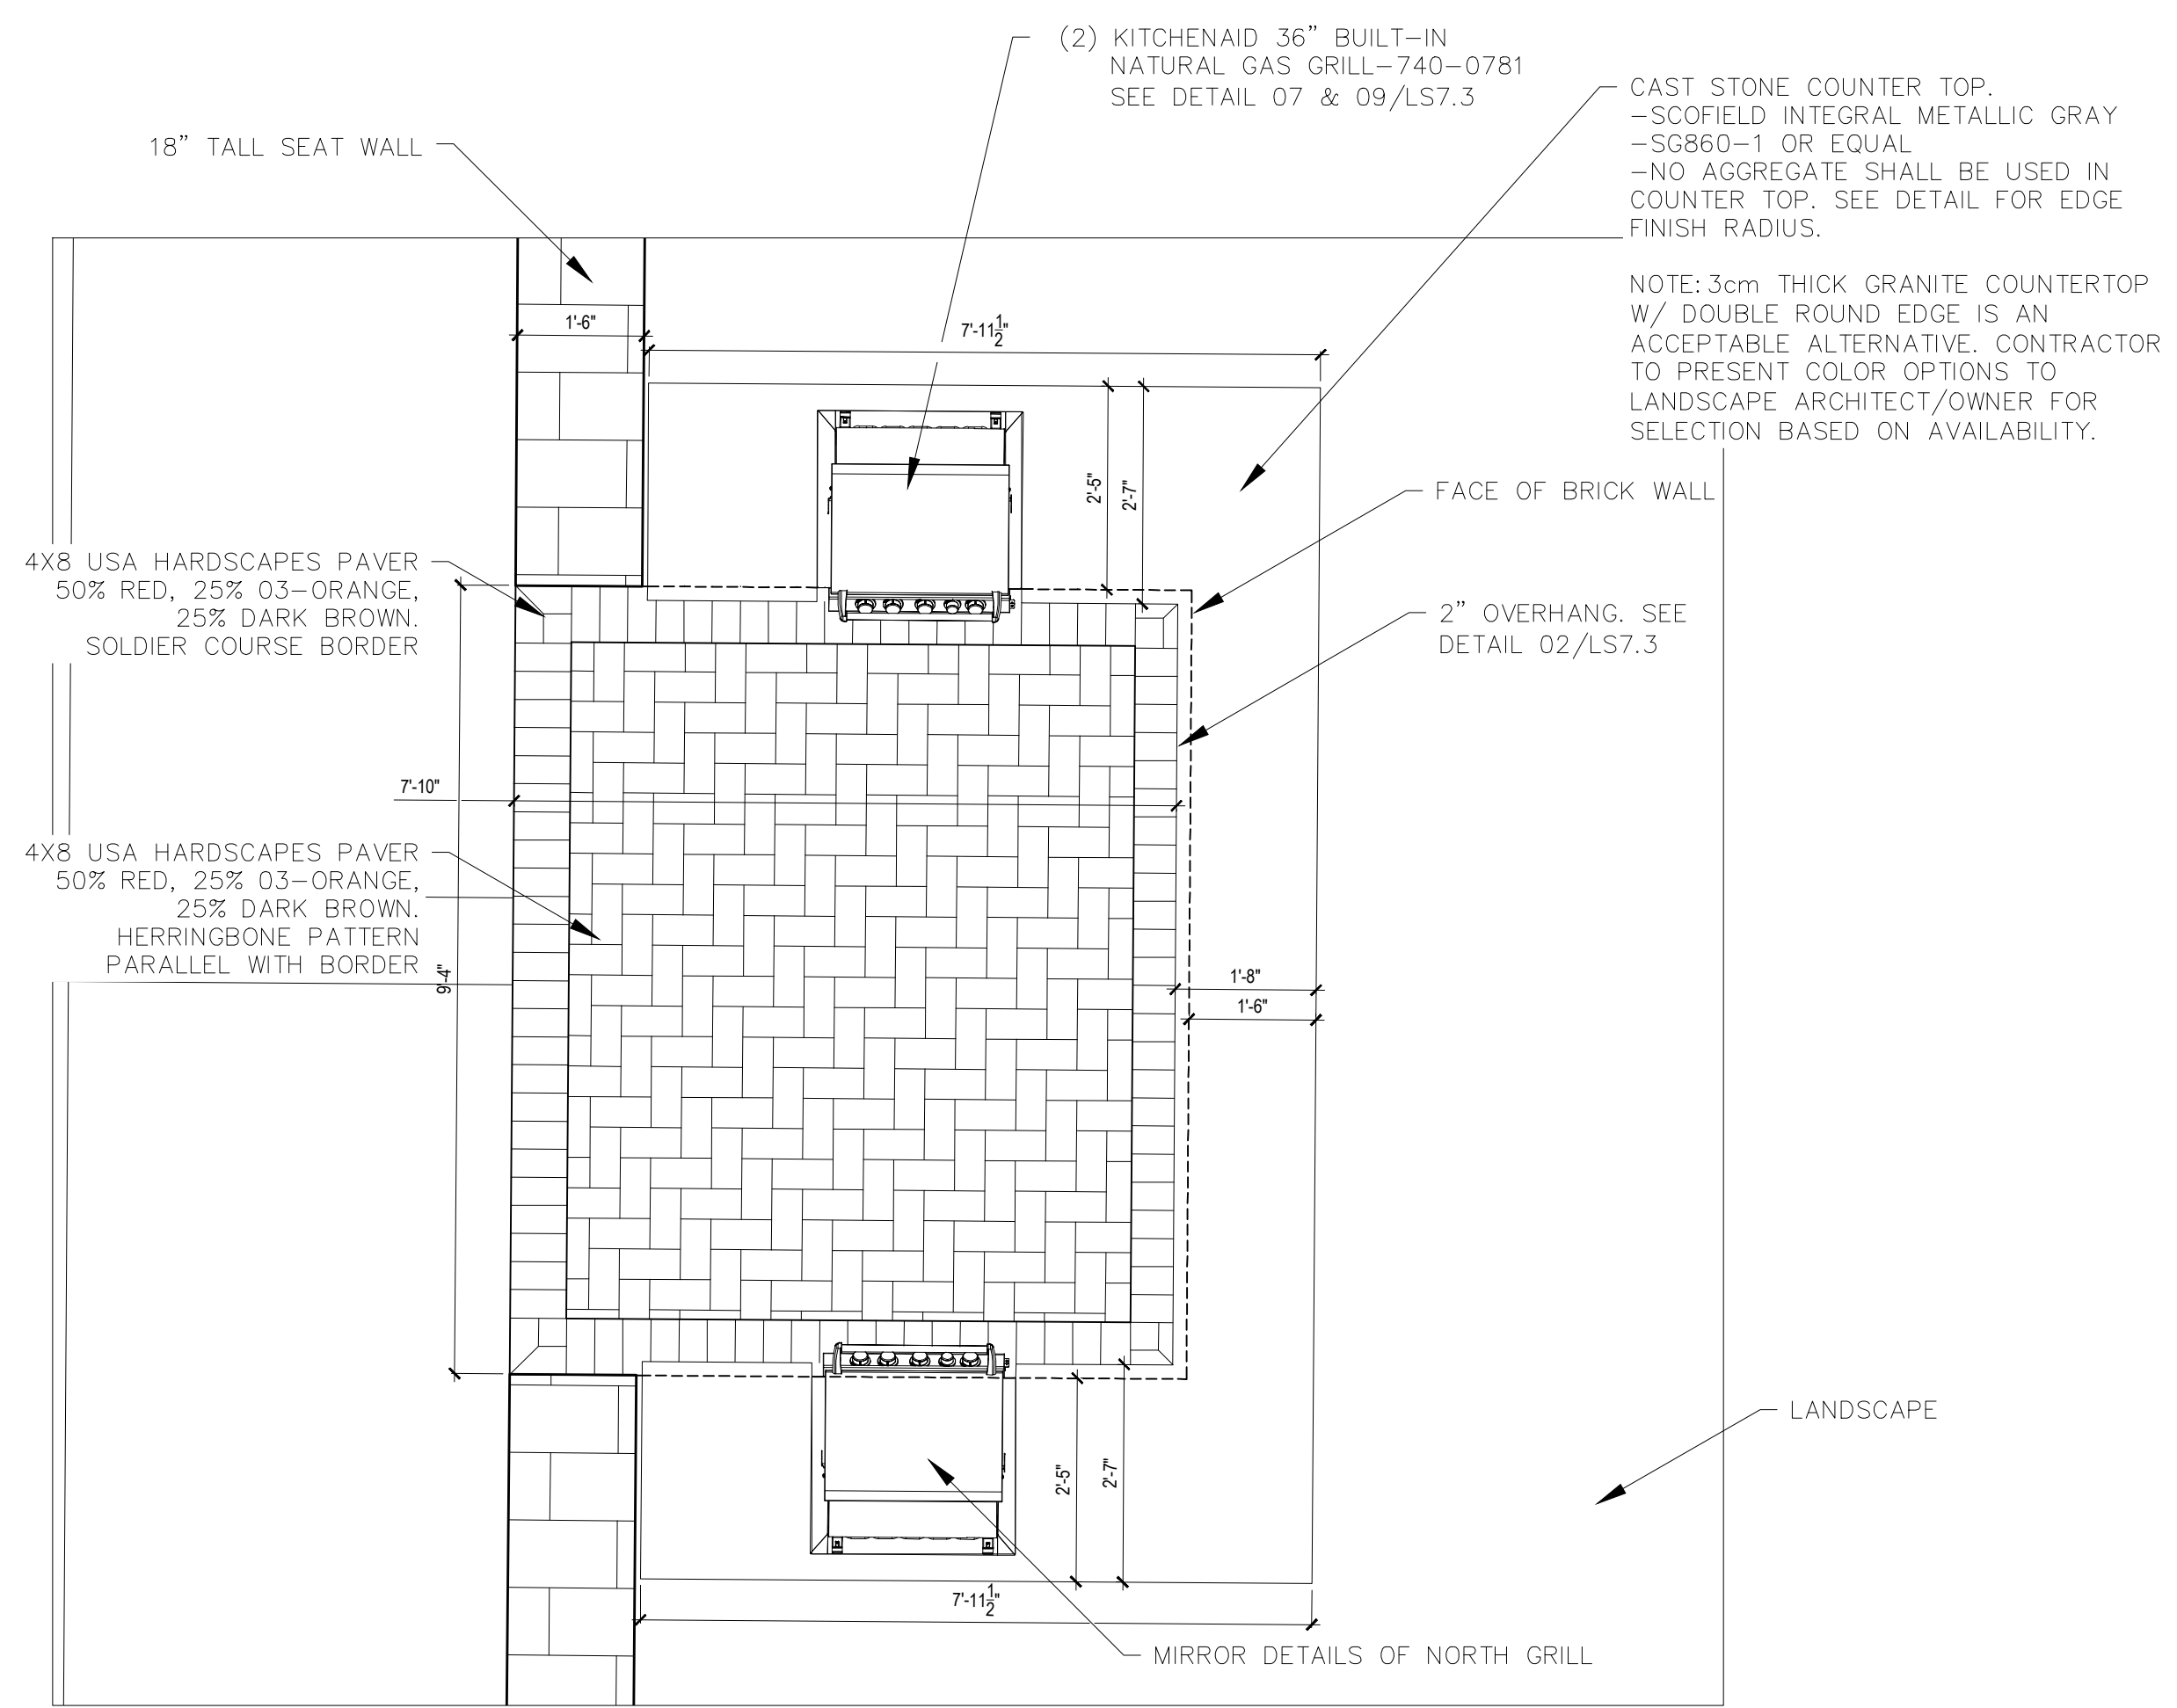 (2) KITCHENAID 36” BUILT-IN
NATURAL GAS GRILL-740-0781
SEE DETAIL 07 & 09/LS7.3
CAST STONE COUNTER TOP.
-SCOFIELD INTEGRAL METALLIC GRAY
-SG860-1 OR EQUAL
-NO AGGREGATE SHALL BE USED IN
COUNTER TOP. SEE DETAIL FOR EDGE
FINISH RADIUS.
NOTE: 3cm THICK GRANITE COUNTERTOP
W/ DOUBLE ROUND EDGE IS AN
ACCEPTABLE ALTERNATIVE. CONTRACTOR
TO PRESENT COLOR OPTIONS TO
LANDSCAPE ARCHITECT/OWNER FOR
SELECTION BASED ON AVAILABILITY.
18” TALL SEAT WALL
1'-6"
7'-11 1/2"
2'-5"
2'-7"
FACE OF BRICK WALL
4X8 USA HARDSCAPES PAVER
50% RED, 25% 03-ORANGE,
25% DARK BROWN.
SOLDIER COURSE BORDER
2” OVERHANG. SEE
DETAIL 02/LS7.3
7'-10"
4X8 USA HARDSCAPES PAVER
50% RED, 25% 03-ORANGE,
25% DARK BROWN.
HERRINGBONE PATTERN
PARALLEL WITH BORDER
9'-4"
1'-8"
1'-6"
LANDSCAPE
2'-5"
2'-7"
7'-11 1/2"
MIRROR DETAILS OF NORTH GRILL